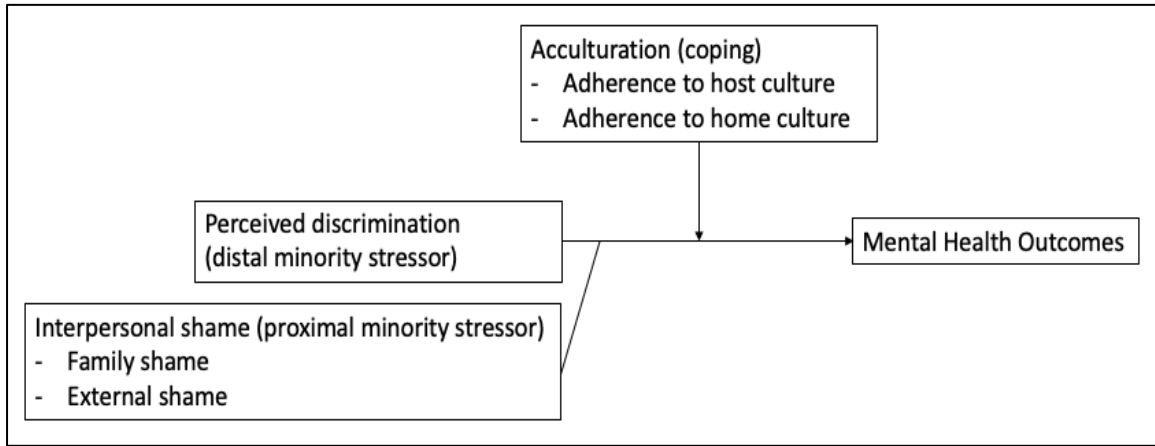 Acculturation (coping)
- Adherence to host culture
- Adherence to home culture
Perceived discrimination
(distal minority stressor)
Mental Health Outcomes
Interpersonal shame (proximal minority stressor)
- Family shame
- External shame